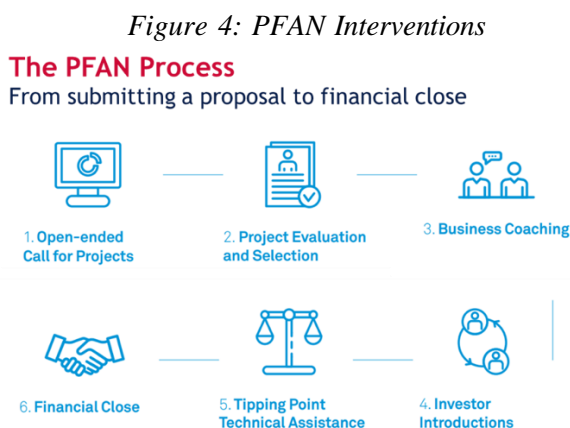 Figure 4: PFAN Interventions
The PFAN Process
From submitting a proposal to financial close
1. Open-ended
Call for Projects
2. Project Evaluation
and Selection
3. Business Coaching
6. Financial Close
5. Tipping Point
Technical Assistance
4. Investor
Introductions